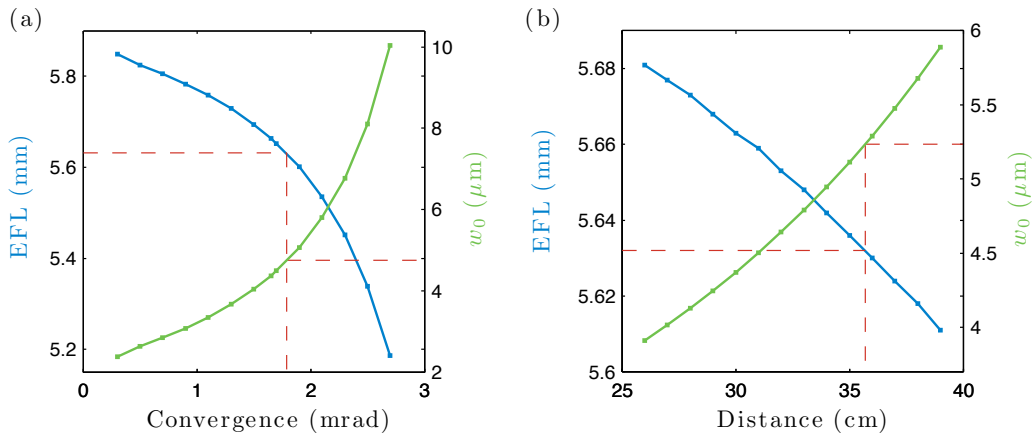 (a)
EFL (mm)
5.8
5.6
5.4
5.2
10
8
6
4
2
w₀ (μm)
0 1 2 3
Convergence (mrad)
(b)
EFL (mm)
5.68
5.66
5.64
5.62
5.6
6
5.5
5
4.5
4
w₀ (μm)
25 30 35 40
Distance (cm)